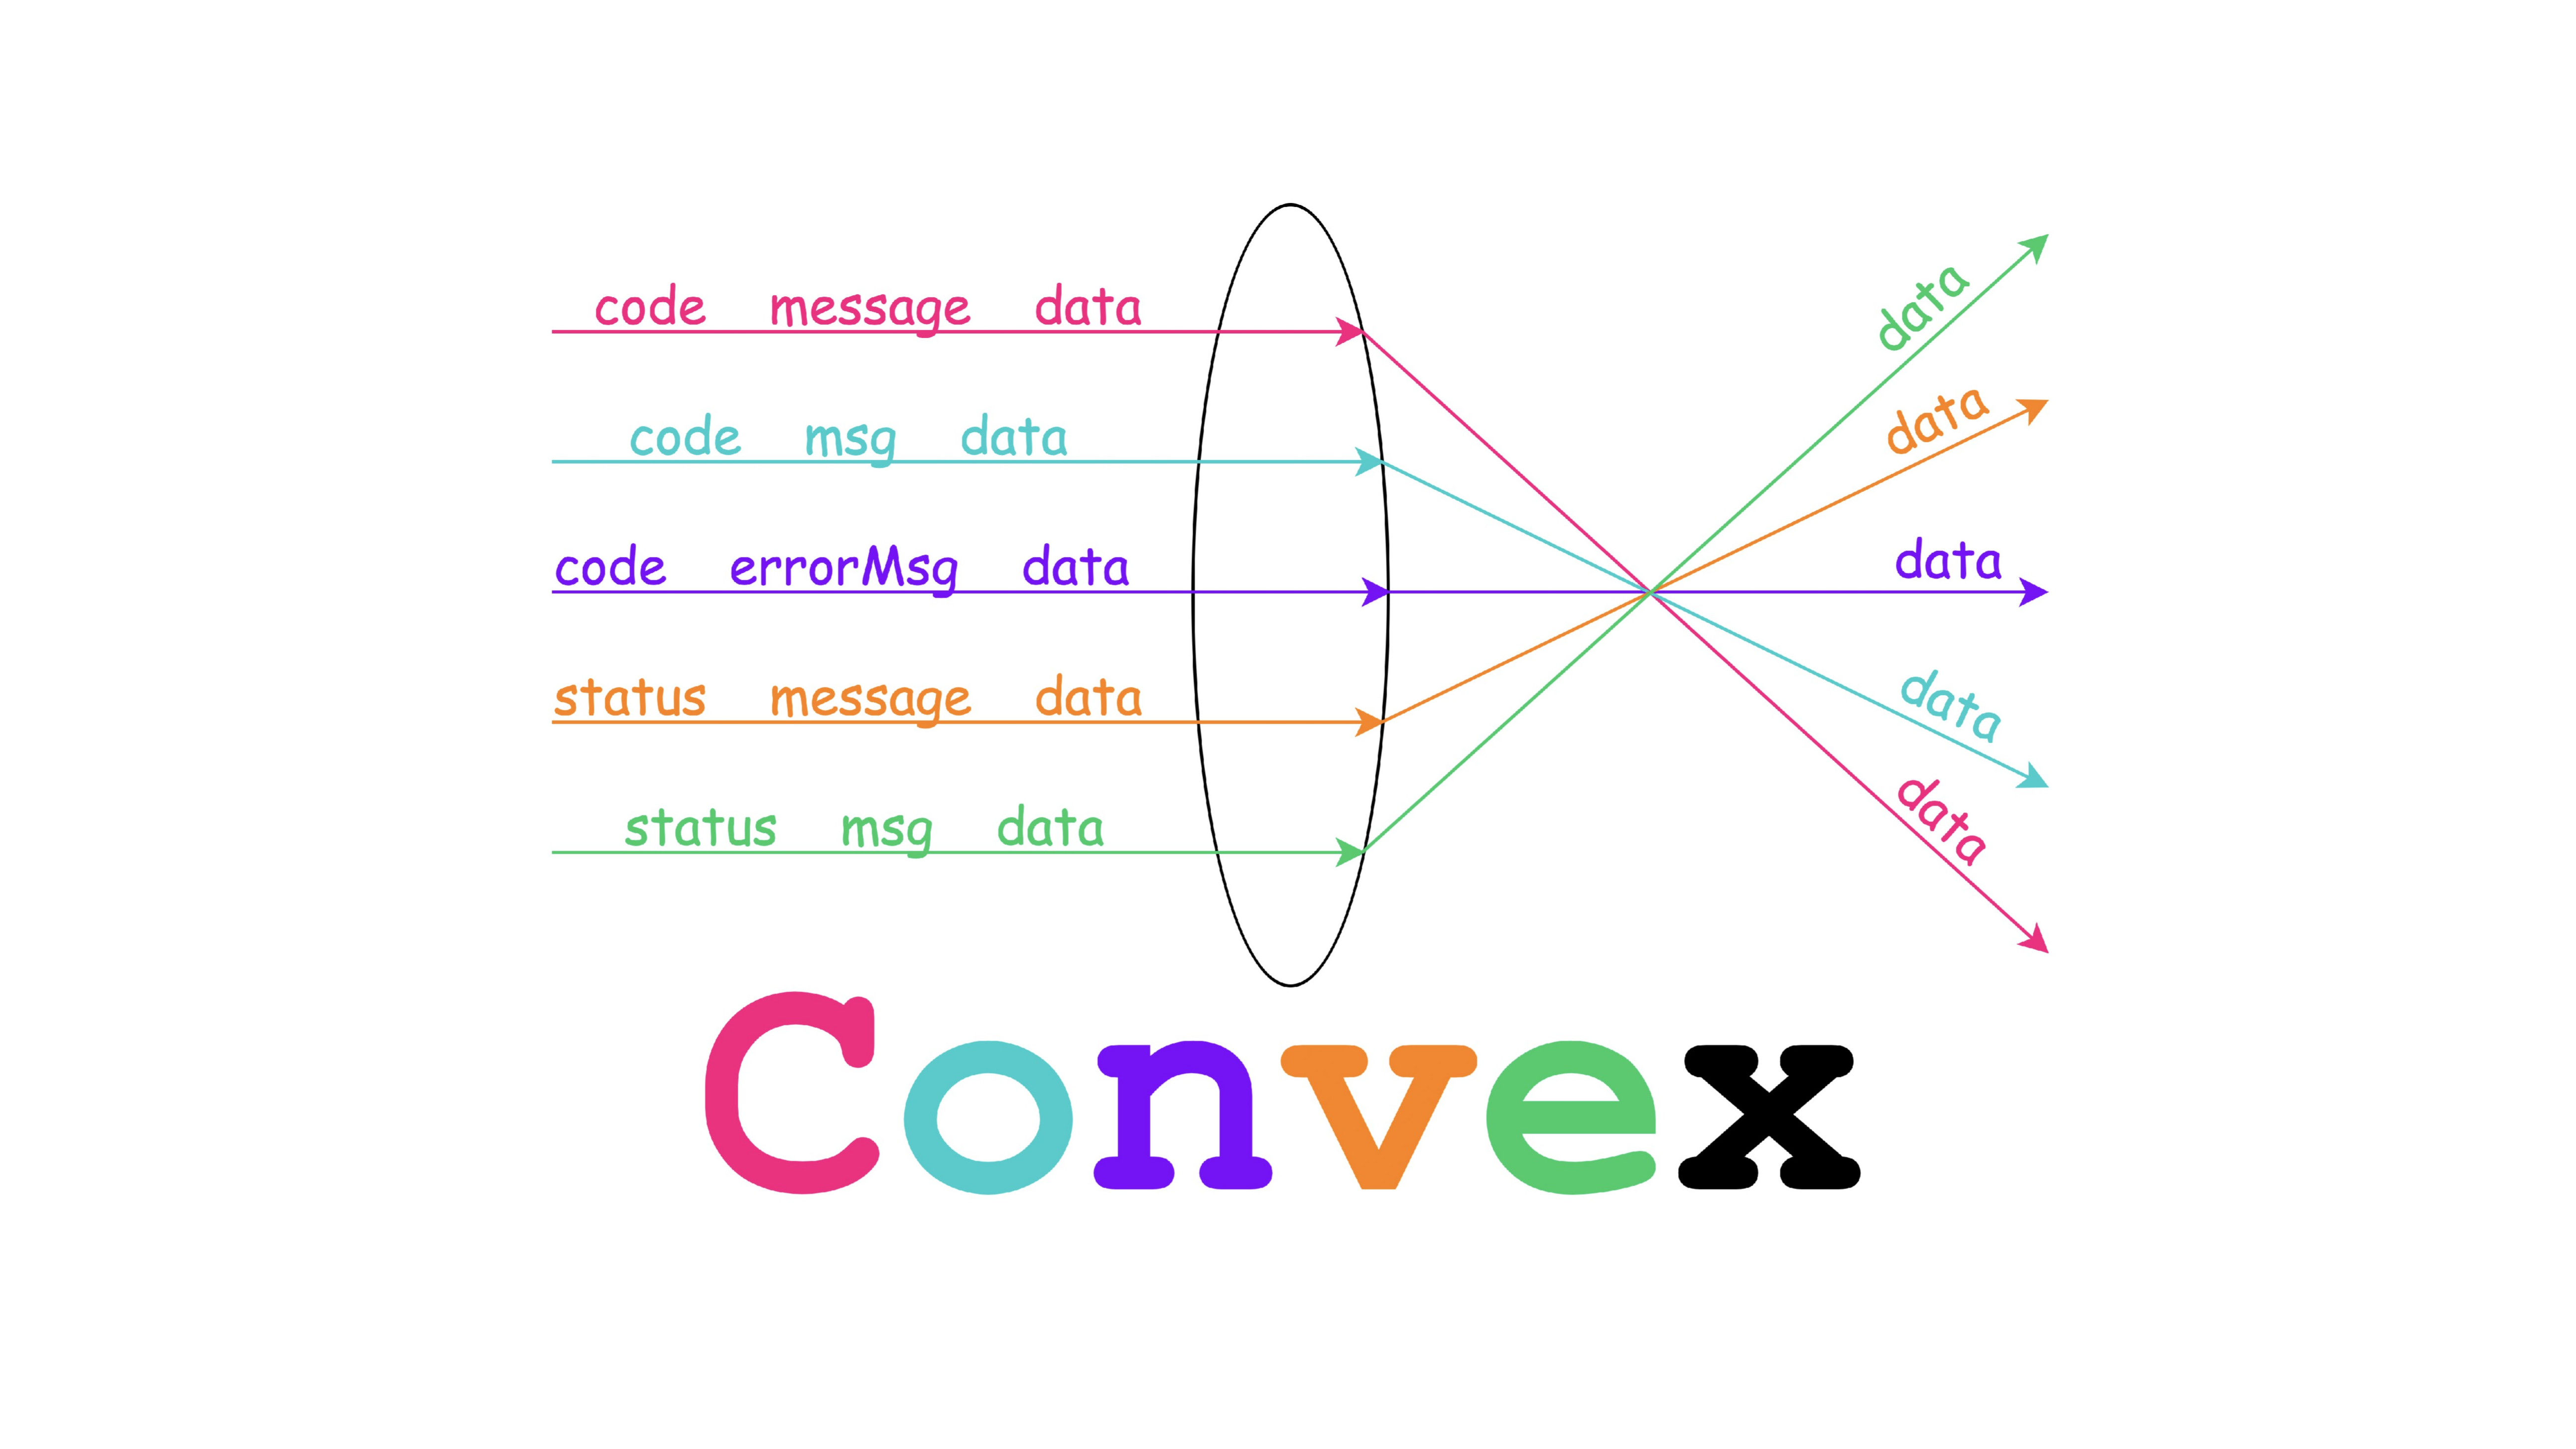 code message data
code msg data
code errorMsg data
status message data
status msg data
data
data
data
data
data
Convex